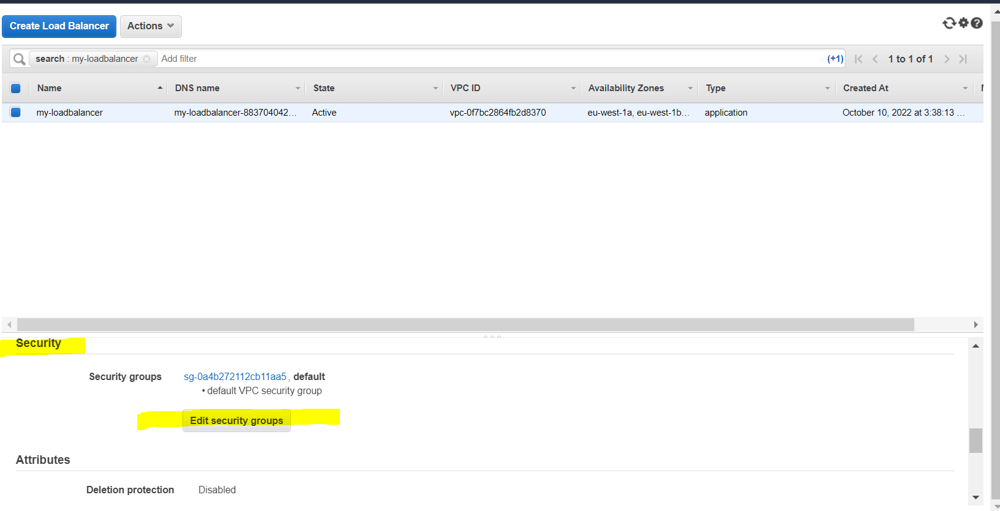 Create Load Balancer Actions
search : my-loadbalancer Add filter (+1) 1 to 1 of 1
Name DNS name State VPC ID Availability Zones Type Created At
my-loadbalancer my-loadbalancer-883704042... Active vpc-0f7bc2864fb2d8370 eu-west-1a, eu-west-1b... application October 10, 2022 at 3:38:13 ...
Security
Security groups sg-0a4b272112cb11aa5, default
• default VPC security group
Edit security groups
Attributes
Deletion protection Disabled